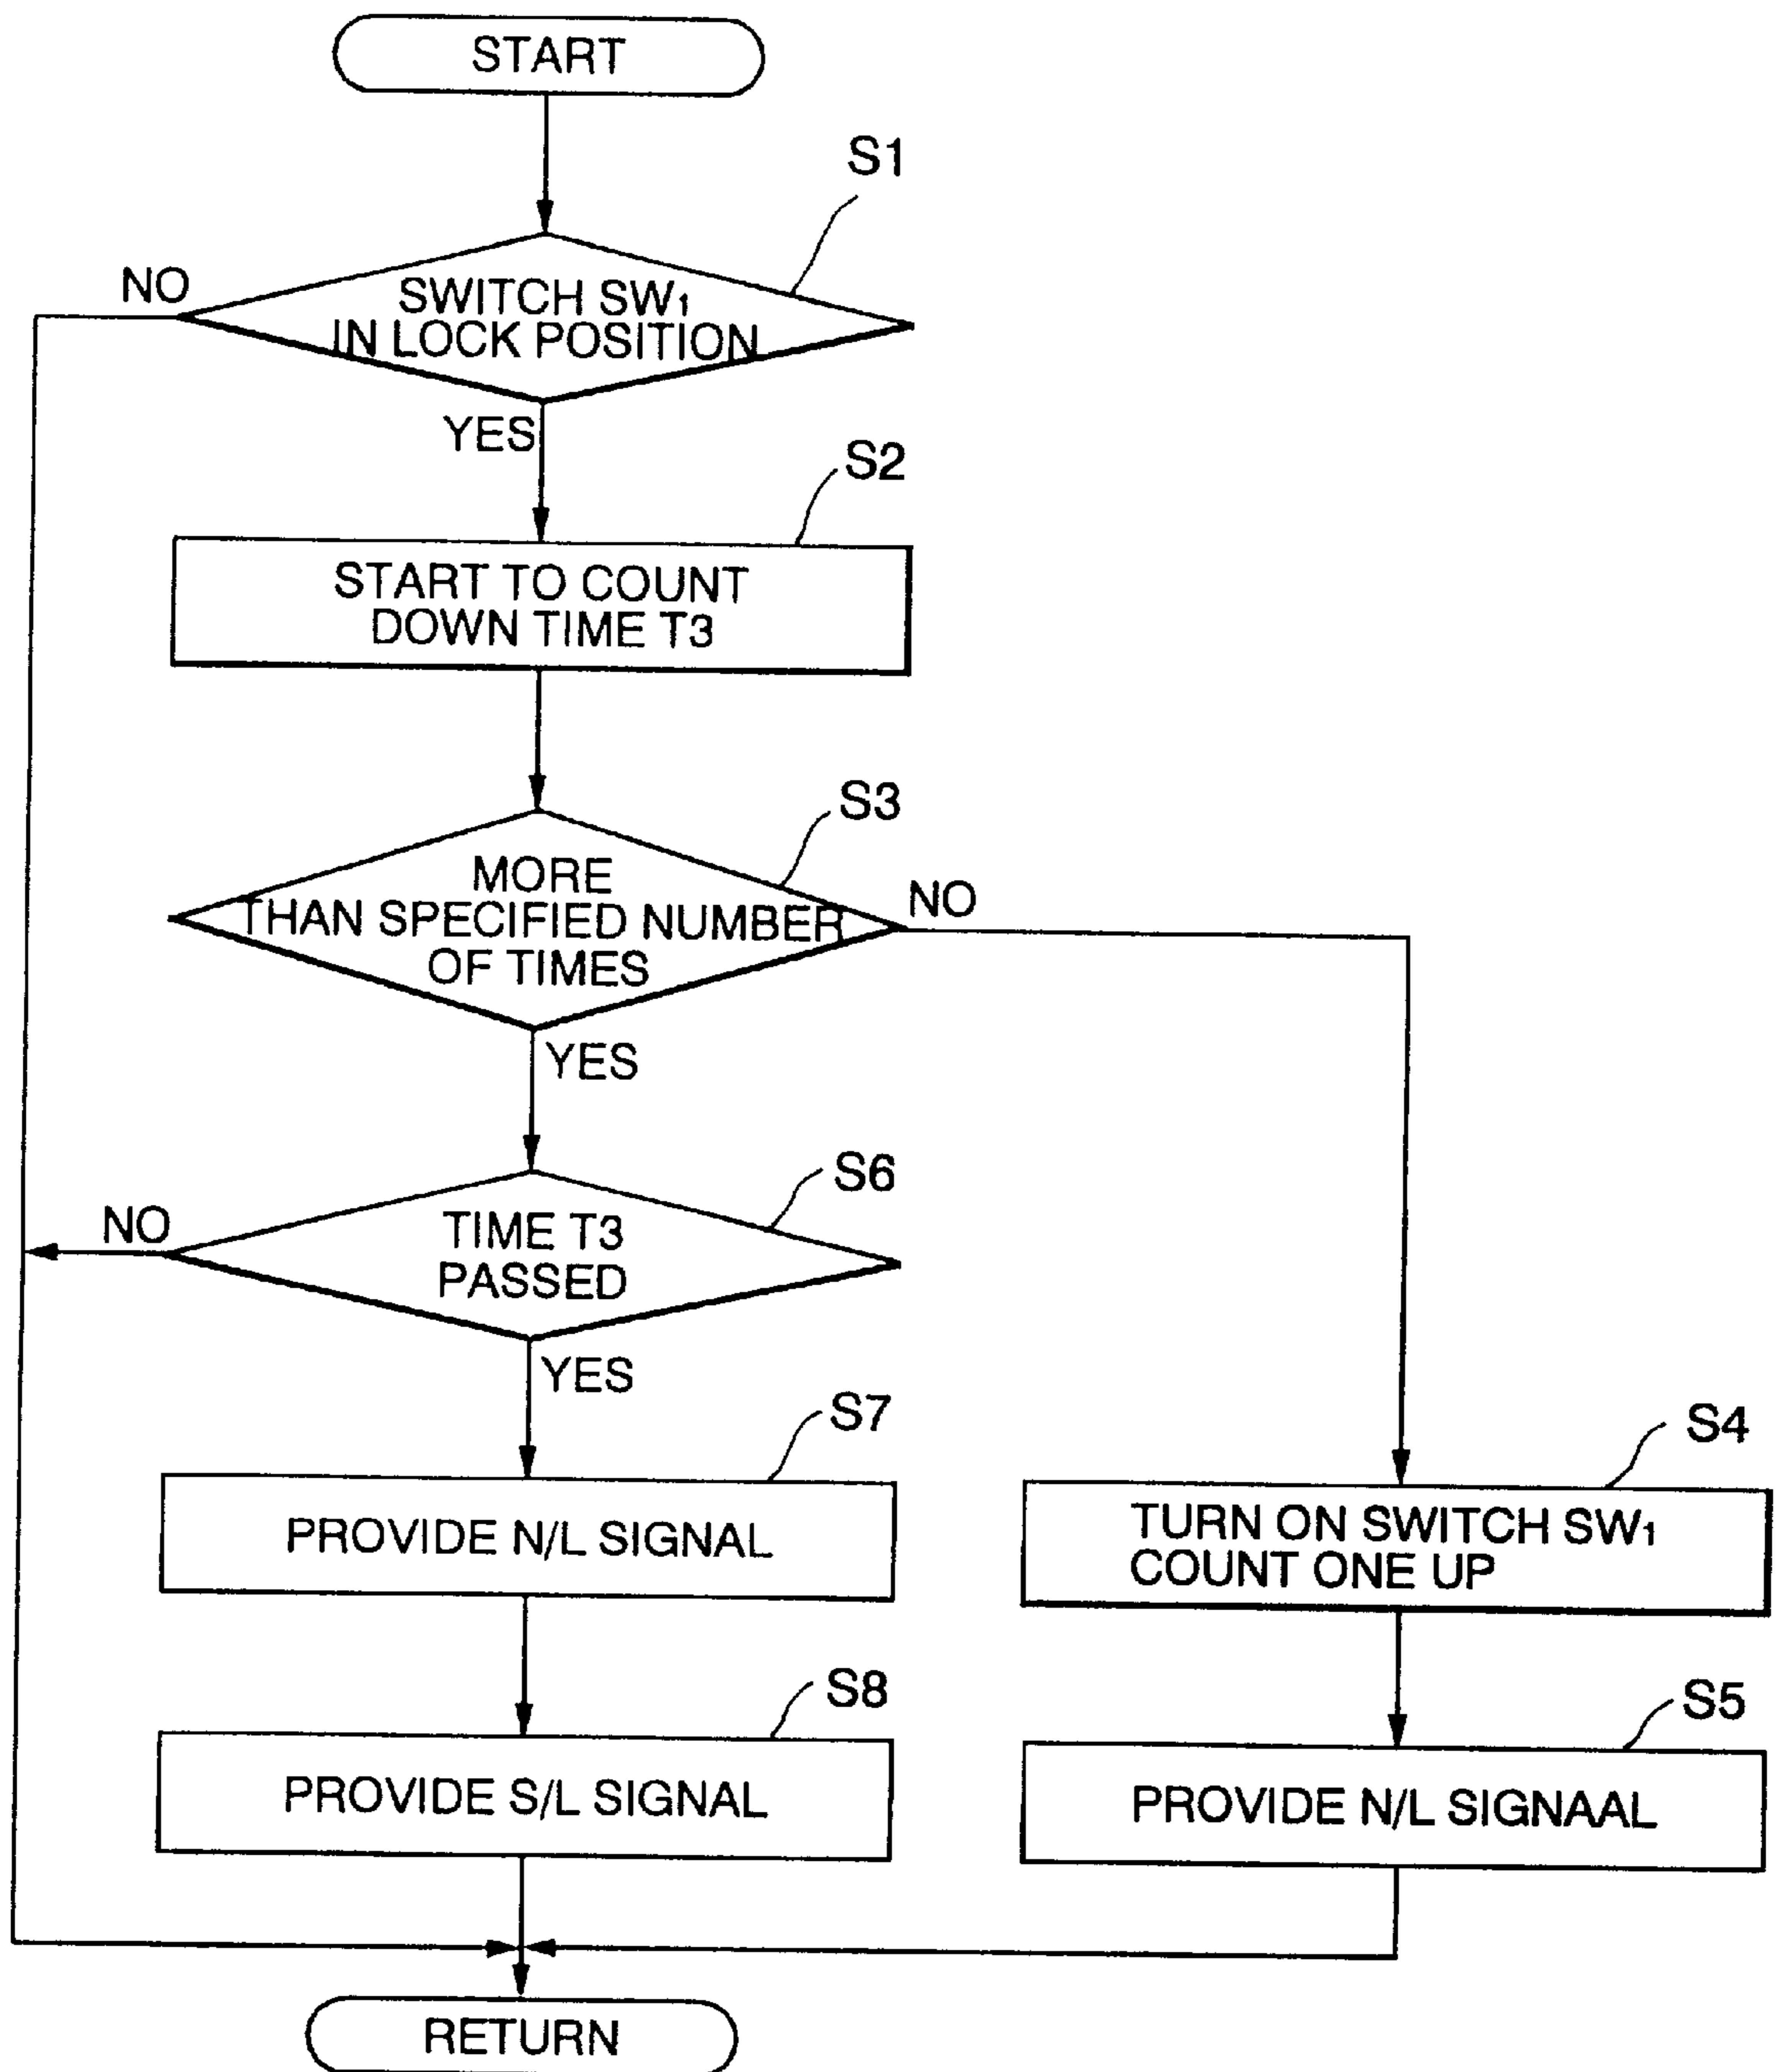 START
S1
NO
SWITCH SW₁
IN LOCK POSITION
YES
S2
START TO COUNT
DOWN TIME T3
S3
MORE
THAN SPECIFIED NUMBER
OF TIMES
NO
YES
S6
NO
TIME T3
PASSED
YES
S7
PROVIDE N/L SIGNAL
S4
TURN ON SWITCH SW₁
COUNT ONE UP
S8
PROVIDE S/L SIGNAL
S5
PROVIDE N/L SIGNAAL
RETURN